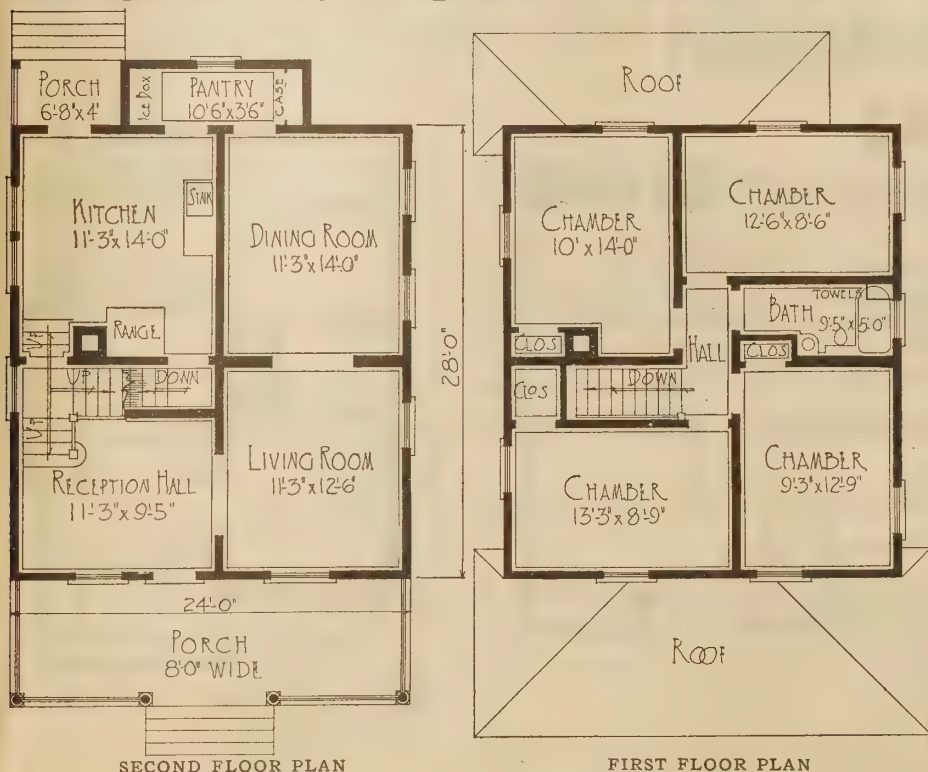 PORCH
6'-8"x4'
ICE BOX
PANTRY
10'6"x3'6"
CASE
KITCHEN
11'-3"x14'-0"
SINK
DINING ROOM
11'-3"x14'-0"
RANGE
UP
UP
DOWN
UP
28'-0"
RECEPTION HALL
11'-3"x9'-5"
LIVING ROOM
11'-3"x12'-6"
24'-0"
PORCH
8'-0" WIDE
SECOND FLOOR PLAN
ROOF
CHAMBER
10'x14'-0"
CHAMBER
12'-6"x8'-6"
BATH
TOWELS
9'-5"x5'-0"
HALL
CLOS
CLOS
CLOS
DOWN
CHAMBER
13'-3"x8'-9"
CHAMBER
9'-3"x12'-9"
ROOF
FIRST FLOOR PLAN